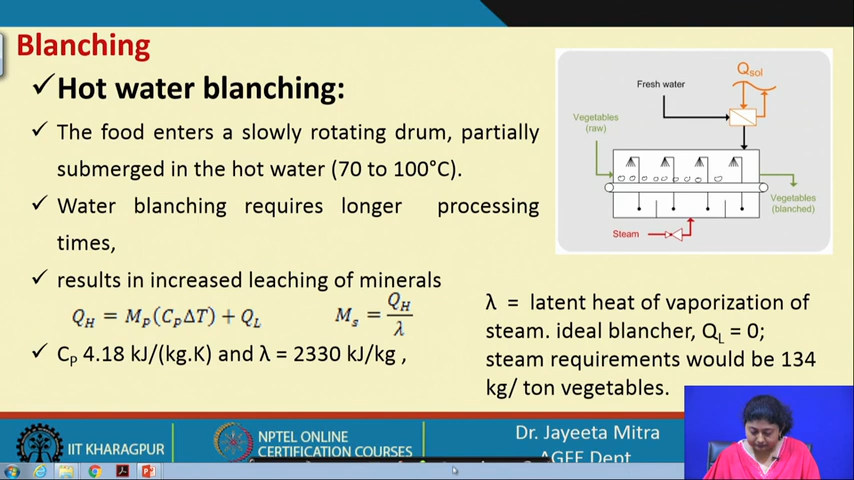 Blanching
✓Hot water blanching:
✓ The food enters a slowly rotating drum, partially
submerged in the hot water (70 to 100°C).
✓ Water blanching requires longer processing
times,
✓ results in increased leaching of minerals
Q_H = M_P(C_PΔT) + Q_L
M_s = Q_H / λ
✓ C_P 4.18 kJ/(kg.K) and λ = 2330 kJ/kg ,
Q_sol
Fresh water
Vegetables
(raw)
Vegetables
(blanched)
Steam
λ = latent heat of vaporization of
steam. ideal blancher, Q_L = 0;
steam requirements would be 134
kg/ ton vegetables.
IIT KHARAGPUR
NPTEL ONLINE
CERTIFICATION COURSES
Dr. Jayeeta Mitra
AGFE Dept